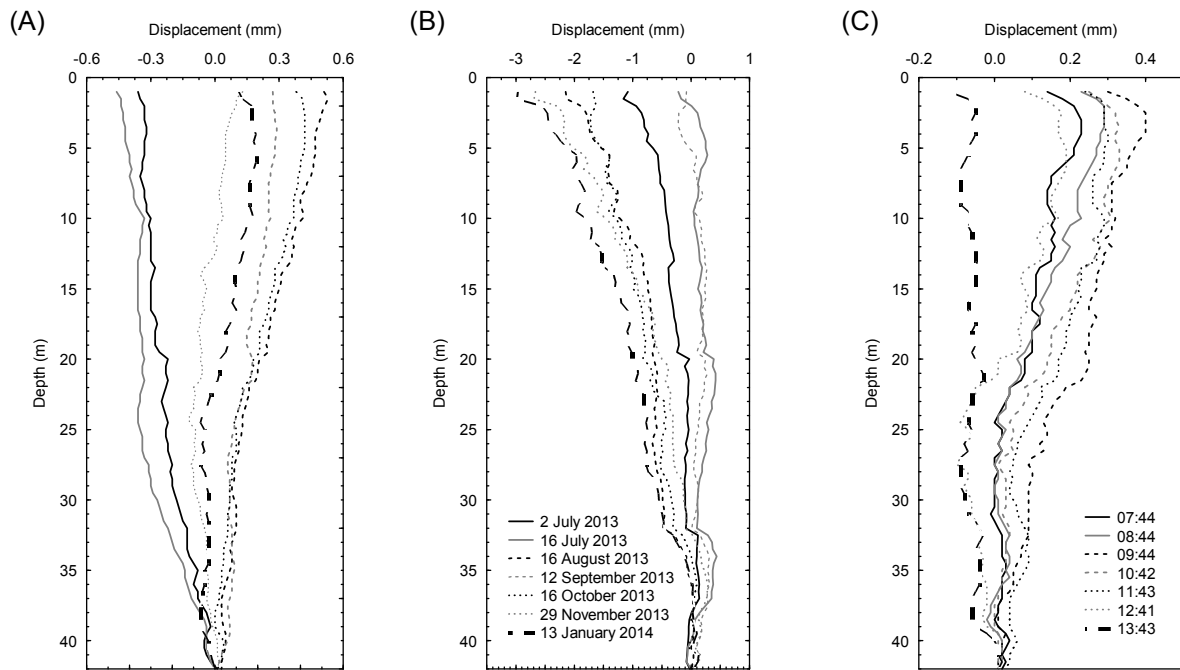 (A)
Displacement (mm)
-0.6 -0.3 0.0 0.3 0.6
0
5
10
15
20
25
30
35
40
Depth (m)
(B)
Displacement (mm)
-3 -2 -1 0 1
0
5
10
15
20
25
30
35
40
Depth (m)
2 July 2013
16 July 2013
16 August 2013
12 September 2013
16 October 2013
29 November 2013
13 January 2014
(C)
Displacement (mm)
-0.2 0.0 0.2 0.4
0
5
10
15
20
25
30
35
40
Depth (m)
07:44
08:44
09:44
10:42
11:43
12:41
13:43